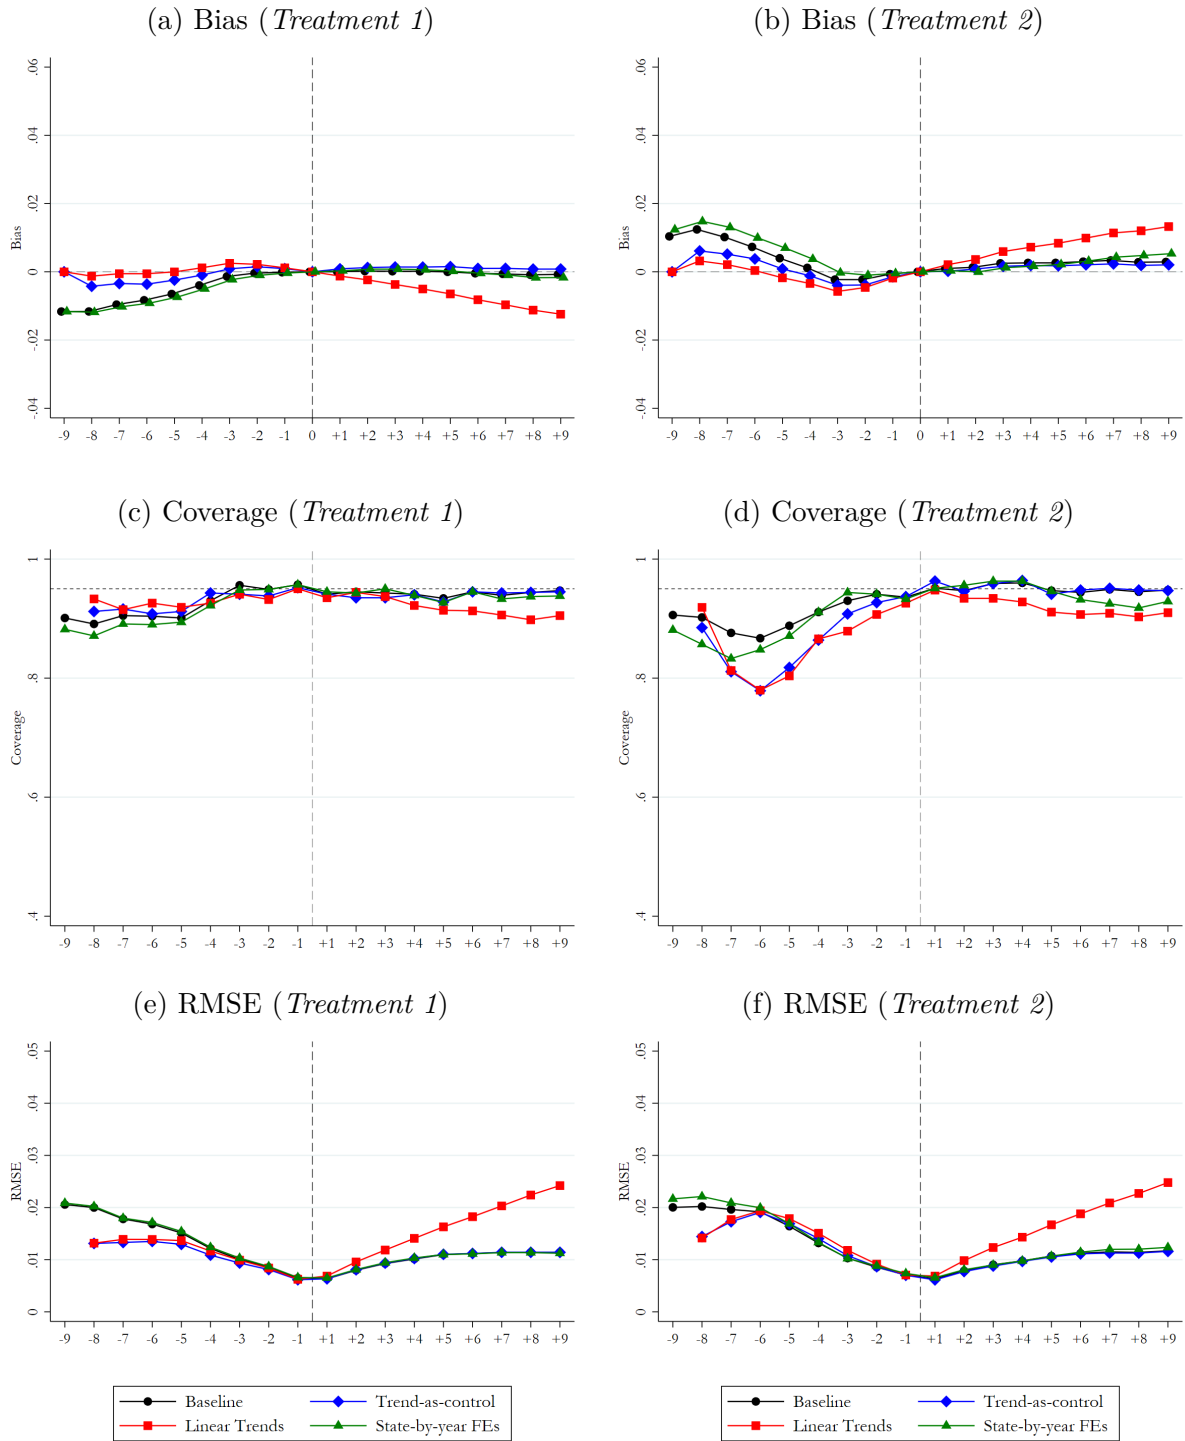 (a) Bias (Treatment 1)
.06
.04
.02
0
-.02
-.04
Bias
-9 -8 -7 -6 -5 -4 -3 -2 -1 0 +1 +2 +3 +4 +5 +6 +7 +8 +9
(b) Bias (Treatment 2)
.06
.04
.02
0
-.02
-.04
Bias
-9 -8 -7 -6 -5 -4 -3 -2 -1 0 +1 +2 +3 +4 +5 +6 +7 +8 +9
(c) Coverage (Treatment 1)
1
.8
.6
.4
Coverage
-9 -8 -7 -6 -5 -4 -3 -2 -1 +1 +2 +3 +4 +5 +6 +7 +8 +9
(d) Coverage (Treatment 2)
1
.8
.6
.4
Coverage
-9 -8 -7 -6 -5 -4 -3 -2 -1 +1 +2 +3 +4 +5 +6 +7 +8 +9
(e) RMSE (Treatment 1)
.05
.04
.03
.02
.01
0
RMSE
-9 -8 -7 -6 -5 -4 -3 -2 -1 +1 +2 +3 +4 +5 +6 +7 +8 +9
(f) RMSE (Treatment 2)
.05
.04
.03
.02
.01
0
RMSE
-9 -8 -7 -6 -5 -4 -3 -2 -1 +1 +2 +3 +4 +5 +6 +7 +8 +9
Baseline Trend-as-control
Linear Trends State-by-year FEs
Baseline Trend-as-control
Linear Trends State-by-year FEs